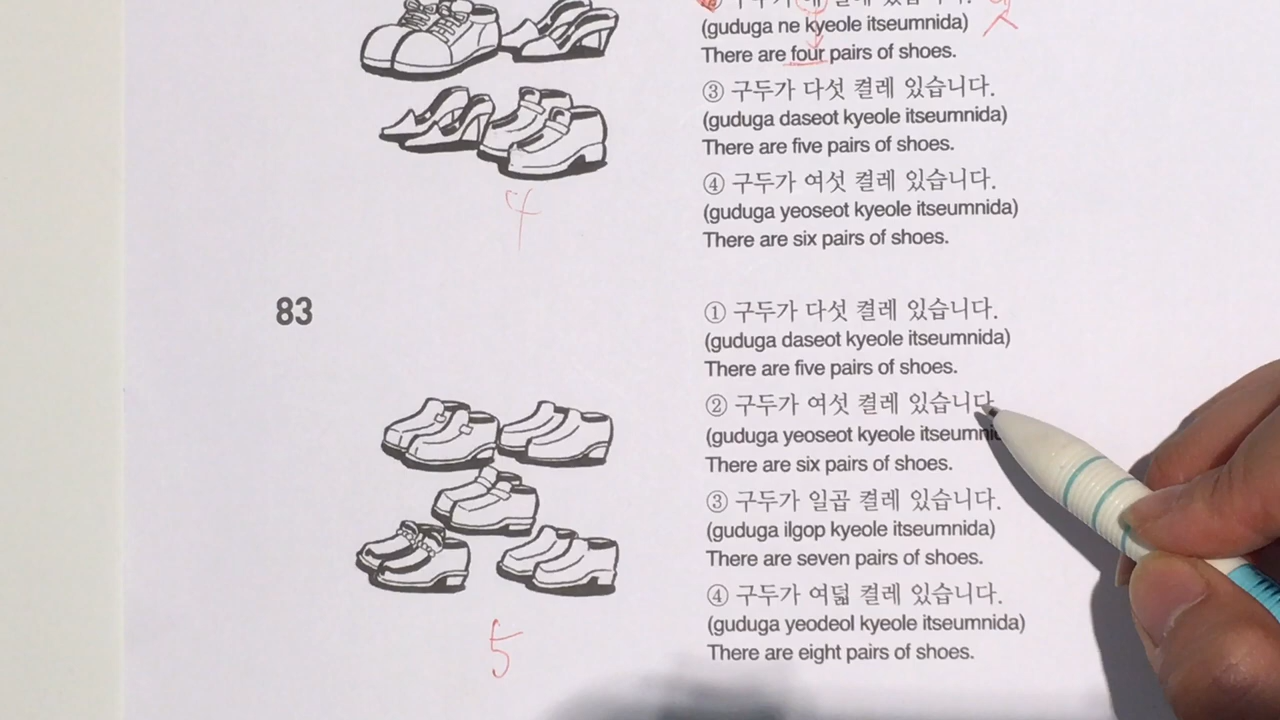 (guduga ne kyeole itseumnida)
There are four pairs of shoes.
③ 구두가 다섯 켤레 있습니다.
(guduga daseot kyeole itseumnida)
There are five pairs of shoes.
④ 구두가 여섯 켤레 있습니다.
(guduga yeoseot kyeole itseumnida)
There are six pairs of shoes.
4
83
① 구두가 다섯 켤레 있습니다.
(guduga daseot kyeole itseumnida)
There are five pairs of shoes.
② 구두가 여섯 켤레 있습니다
(guduga yeoseot kyeole itseumni
There are six pairs of shoes.
③ 구두가 일곱 켤레 있습니다.
(guduga ilgop kyeole itseumnida)
There are seven pairs of shoes.
④ 구두가 여덟 켤레 있습니다.
(guduga yeodeol kyeole itseumnida)
There are eight pairs of shoes.
5